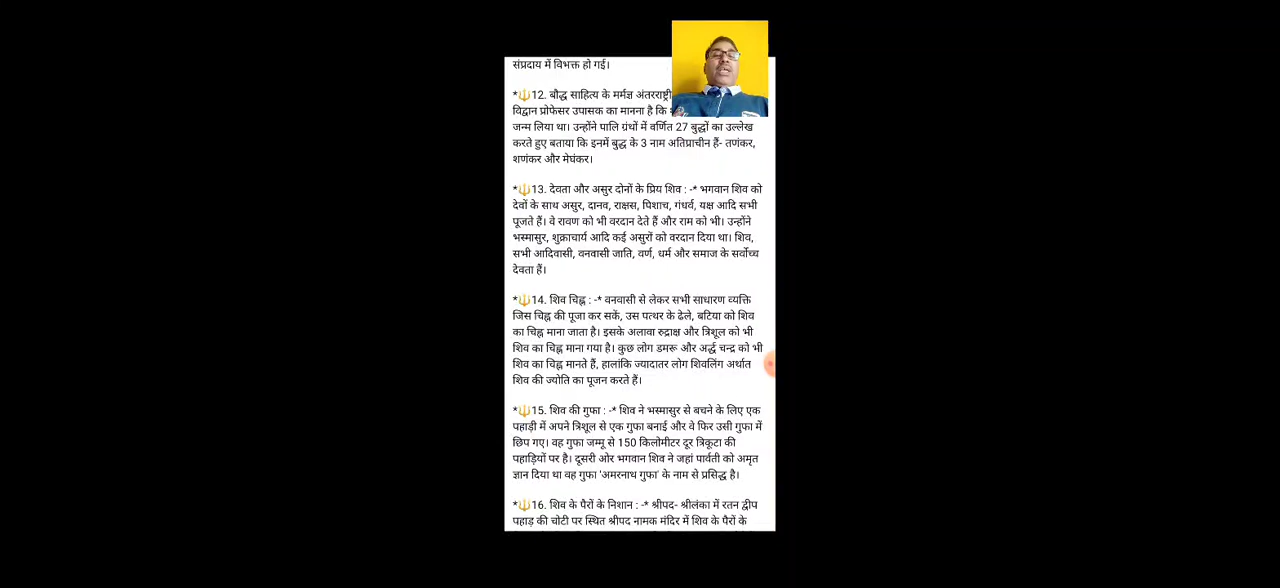 संप्रदाय में विभक्त हो गई।
*🔱12. बौद्ध साहित्य के मर्मज्ञ अंतरराष्ट्री
विद्वान प्रोफेसर उपासक का मानना है कि
जन्म लिया था। उन्होंने पालि ग्रंथों में वर्णित 27 बुद्धों का उल्लेख
करते हुए बताया कि इनमें बुद्ध के 3 नाम अतिप्राचीन हैं- तणंकर,
शणंकर और मेघंकर।
*🔱13. देवता और असुर दोनों के प्रिय शिव : -* भगवान शिव को
देवों के साथ असुर, दानव, राक्षस, पिशाच, गंधर्व, यक्ष आदि सभी
पूजते हैं। वे रावण को भी वरदान देते हैं और राम को भी। उन्होंने
भस्मासुर, शुक्राचार्य आदि कई असुरों को वरदान दिया था। शिव,
सभी आदिवासी, वनवासी जाति, वर्ण, धर्म और समाज के सर्वोच्च
देवता हैं।
*🔱14. शिव चिह्न : -* वनवासी से लेकर सभी साधारण व्यक्ति
जिस चिह्न की पूजा कर सकें, उस पत्थर के ढेले, बटिया को शिव
का चिह्न माना जाता है। इसके अलावा रुद्राक्ष और त्रिशूल को भी
शिव का चिह्न माना गया है। कुछ लोग डमरू और अर्द्ध चन्द्र को भी
शिव का चिह्न मानते हैं, हालांकि ज्यादातर लोग शिवलिंग अर्थात
शिव की ज्योति का पूजन करते हैं।
*🔱15. शिव की गुफा : -* शिव ने भस्मासुर से बचने के लिए एक
पहाड़ी में अपने त्रिशूल से एक गुफा बनाई और वे फिर उसी गुफा में
छिप गए। वह गुफा जम्मू से 150 किलोमीटर दूर त्रिकूटा की
पहाड़ियों पर है। दूसरी ओर भगवान शिव ने जहां पार्वती को अमृत
ज्ञान दिया था वह गुफा 'अमरनाथ गुफा' के नाम से प्रसिद्ध है।
*🔱16. शिव के पैरों के निशान : -* श्रीपद- श्रीलंका में रतन द्वीप
पहाड़ की चोटी पर स्थित श्रीपद नामक मंदिर में शिव के पैरों के